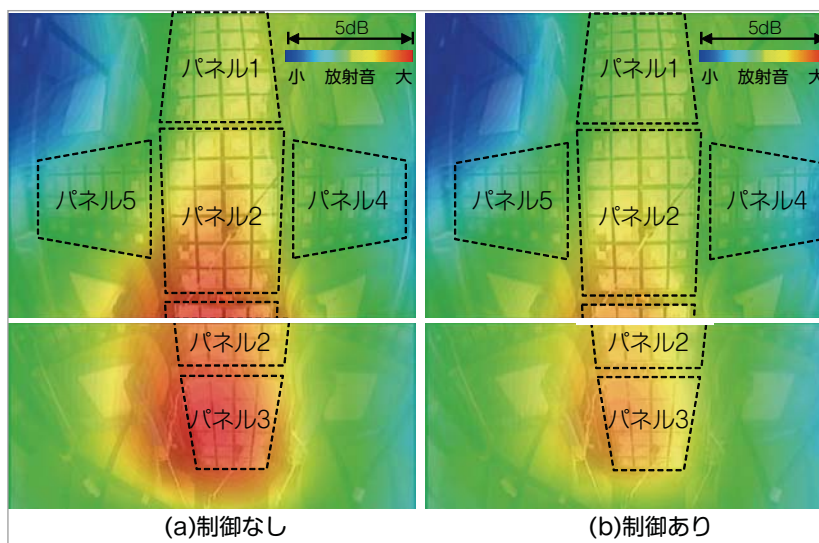 5dB
小 放射音 大
パネル1
パネル5
パネル2
パネル4
パネル2
パネル3
(a)制御なし
5dB
小 放射音 大
パネル1
パネル5
パネル2
パネル4
パネル2
パネル3
(b)制御あり